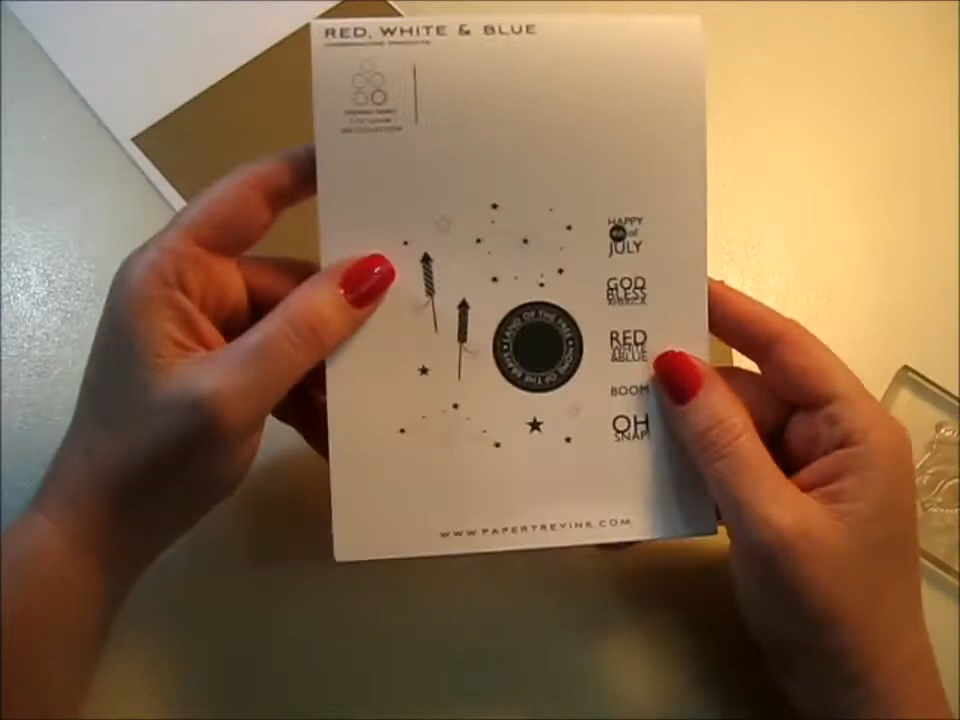 RED, WHITE & BLUE
HAPPY
of
JULY
GOD
BLESS
AMERICA
LAND OF THE FREE • HOME OF THE BRAVE
RED
WHITE
& BLUE
BOOM
OH
SNAP!
WWW.PAPERTREYINK.COM